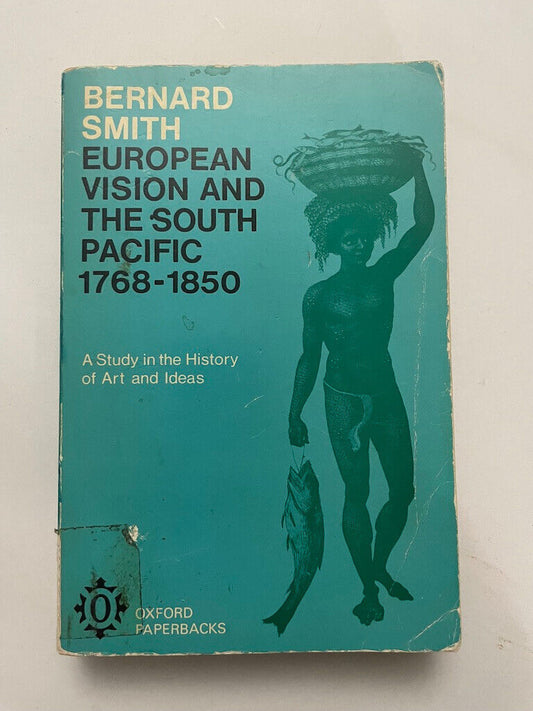 BERNARD
SMITH
EUROPEAN
VISION AND
THE SOUTH
PACIFIC
1768-1850
A Study in the History
of Art and Ideas
O
OXFORD
PAPERBACKS